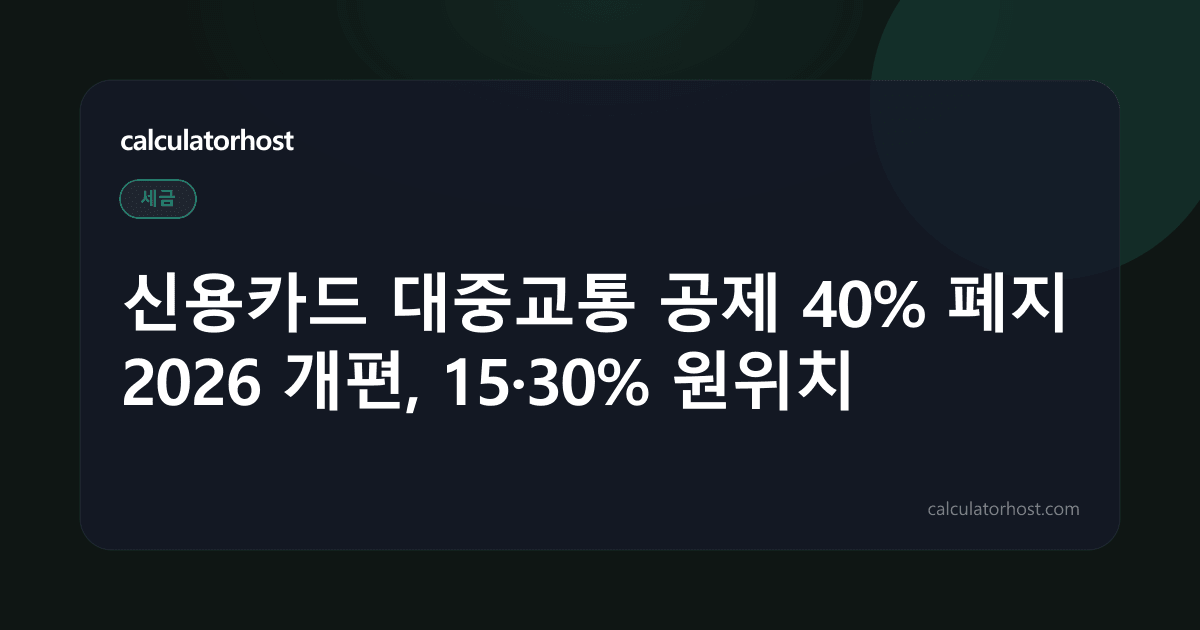 calculatorhost
세금
신용카드 대중교통 공제 40% 폐지
2026 개편, 15·30% 원위치
calculatorhost.com